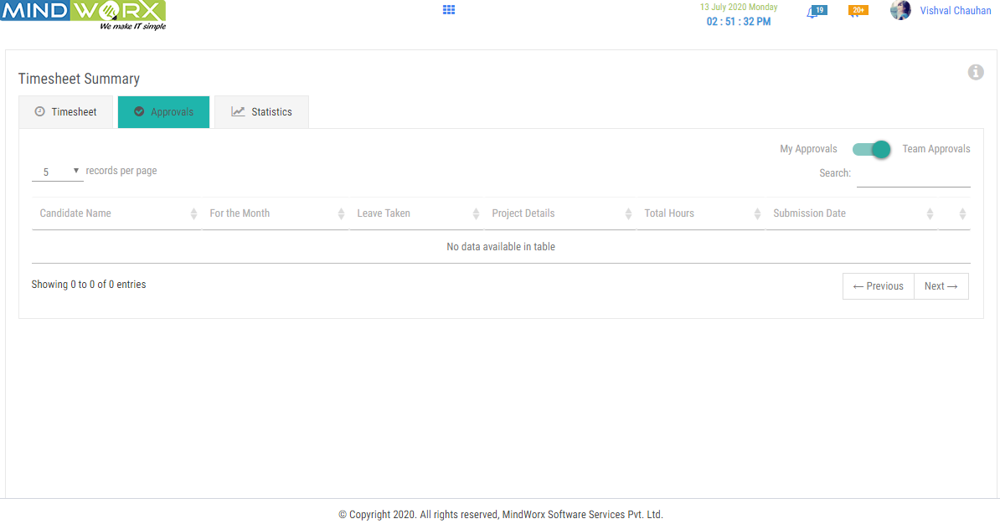 MIND WORX
We make IT simple
13 July 2020 Monday
02 : 51 : 32 PM
19
20+
Vishval Chauhan
Timesheet Summary
Timesheet
Approvals
Statistics
My Approvals
Team Approvals
5
records per page
Search:
Candidate Name
For the Month
Leave Taken
Project Details
Total Hours
Submission Date
No data available in table
Showing 0 to 0 of 0 entries
← Previous
Next →
© Copyright 2020. All rights reserved, MindWorx Software Services Pvt. Ltd.